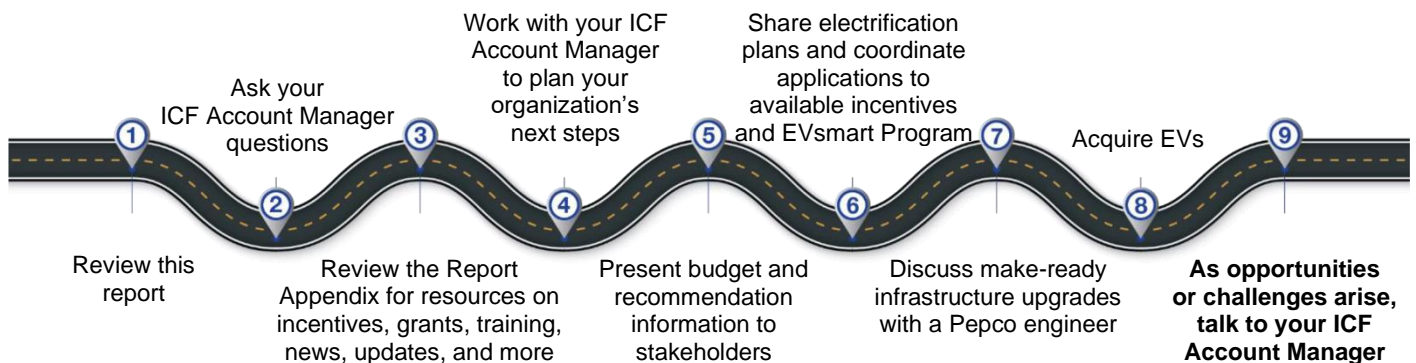 1
Review this
report
2
Ask your
ICF Account Manager
questions
3
Review the Report
Appendix for resources on
incentives, grants, training,
news, updates, and more
4
Work with your ICF
Account Manager
to plan your
organization's
next steps
5
Present budget and
recommendation
information to
stakeholders
6
Share electrification
plans and coordinate
applications to
available incentives
and EVsmart Program
7
Discuss make-ready
infrastructure upgrades
with a Pepco engineer
8
Acquire EVs
9
As opportunities
or challenges arise,
talk to your ICF
Account Manager